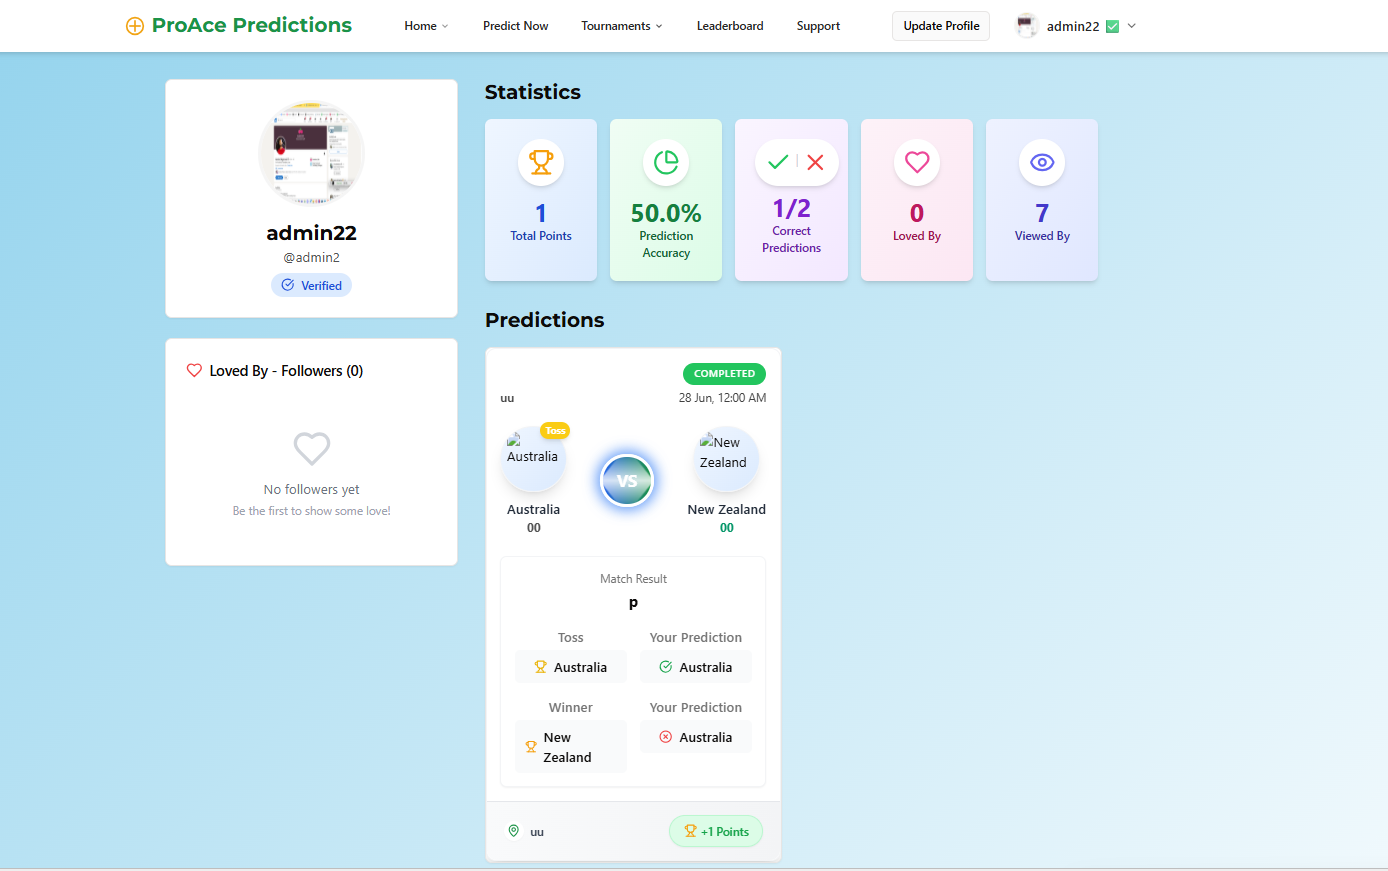 ProAce Predictions
Home
Predict Now
Tournaments
Leaderboard
Support
Update Profile
admin22 ✅
admin22
@admin2
Verified
Loved By - Followers (0)
No followers yet
Be the first to show some love!
Statistics
1
Total Points
50.0%
Prediction
Accuracy
1/2
Correct
Predictions
0
Loved By
7
Viewed By
Predictions
COMPLETED
uu
28 Jun, 12:00 AM
Toss
Australia
VS
New
Zealand
Australia
00
New Zealand
00
Match Result
p
Toss
Your Prediction
Australia
Australia
Winner
Your Prediction
New
Zealand
Australia
uu
+1 Points